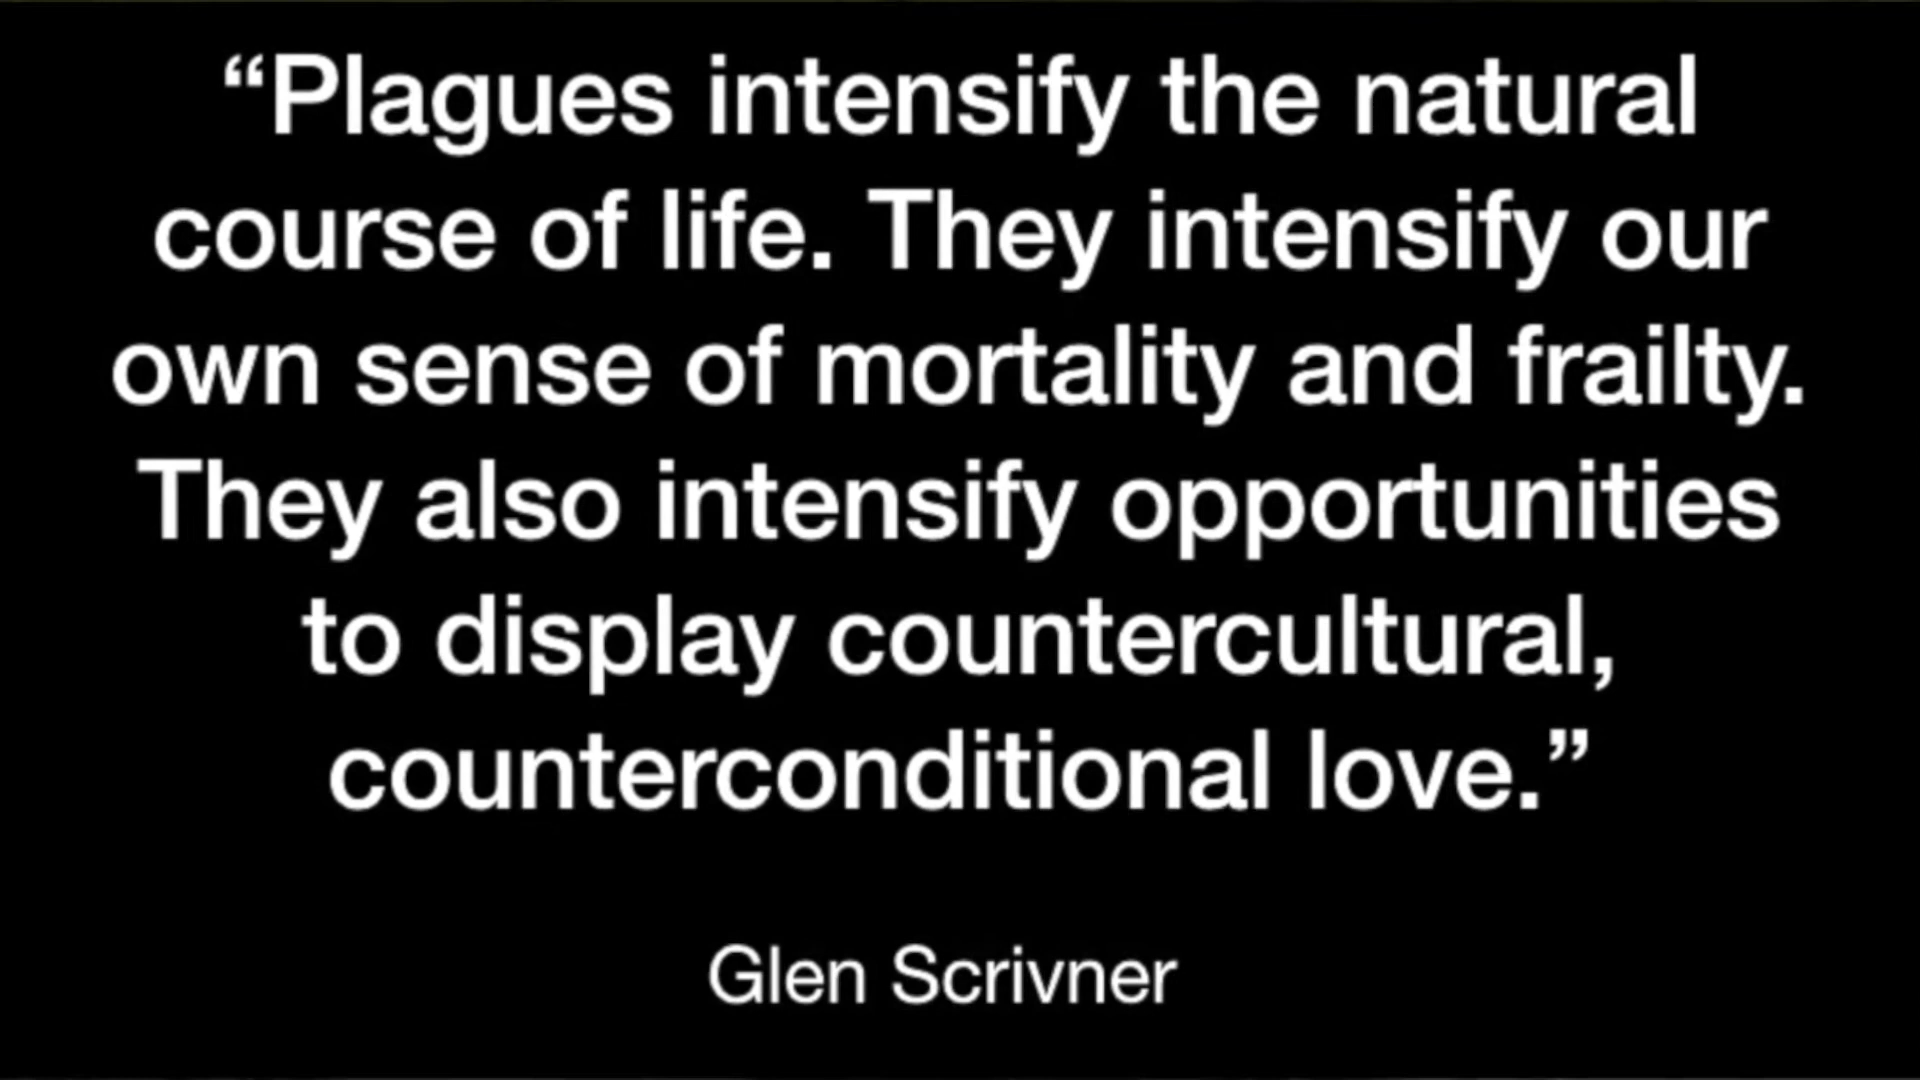 “Plagues intensify the natural
course of life. They intensify our
own sense of mortality and frailty.
They also intensify opportunities
to display countercultural,
counterconditional love.”
Glen Scrivner